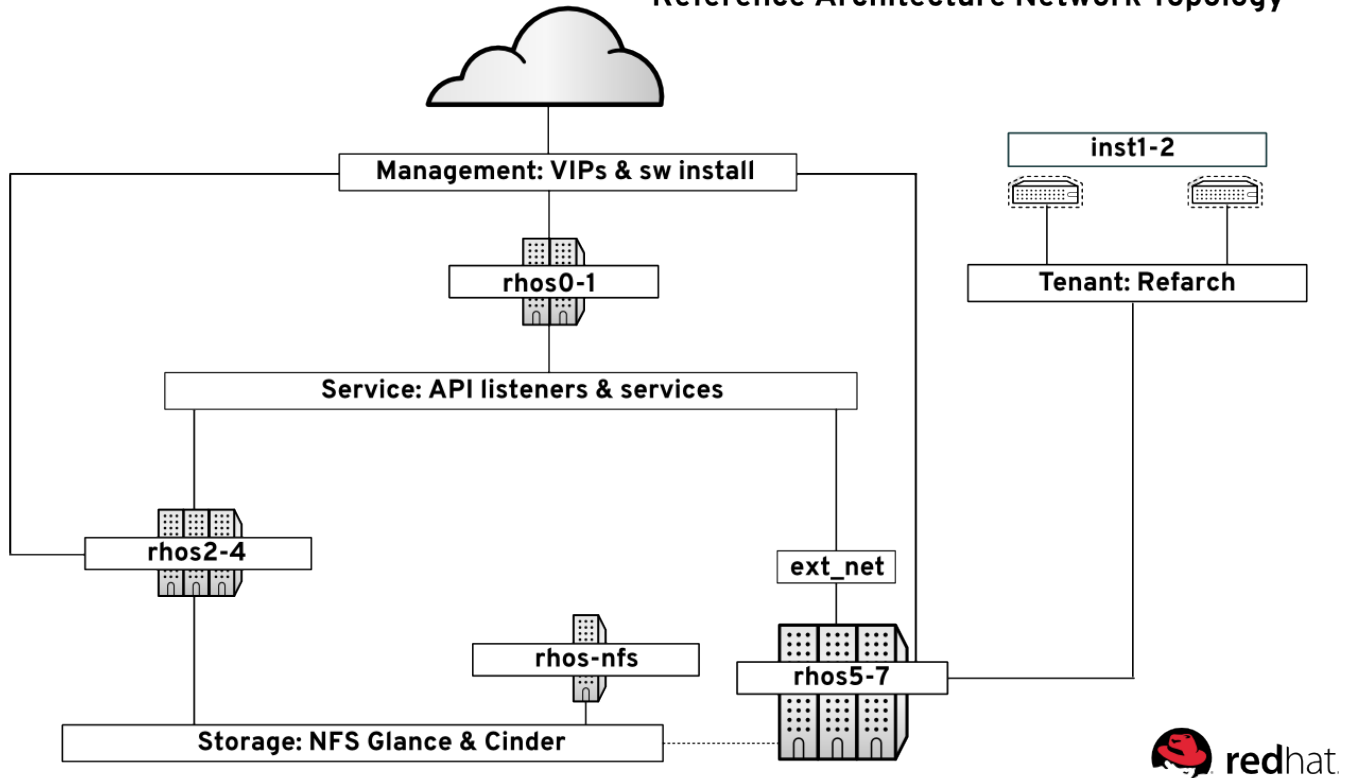 Reference Architecture Network Topology
Management: VIPs & sw install
inst1-2
rhos0-1
Tenant: Refarch
Service: API listeners & services
rhos2-4
ext_net
rhos-nfs
rhos5-7
Storage: NFS Glance & Cinder
redhat.